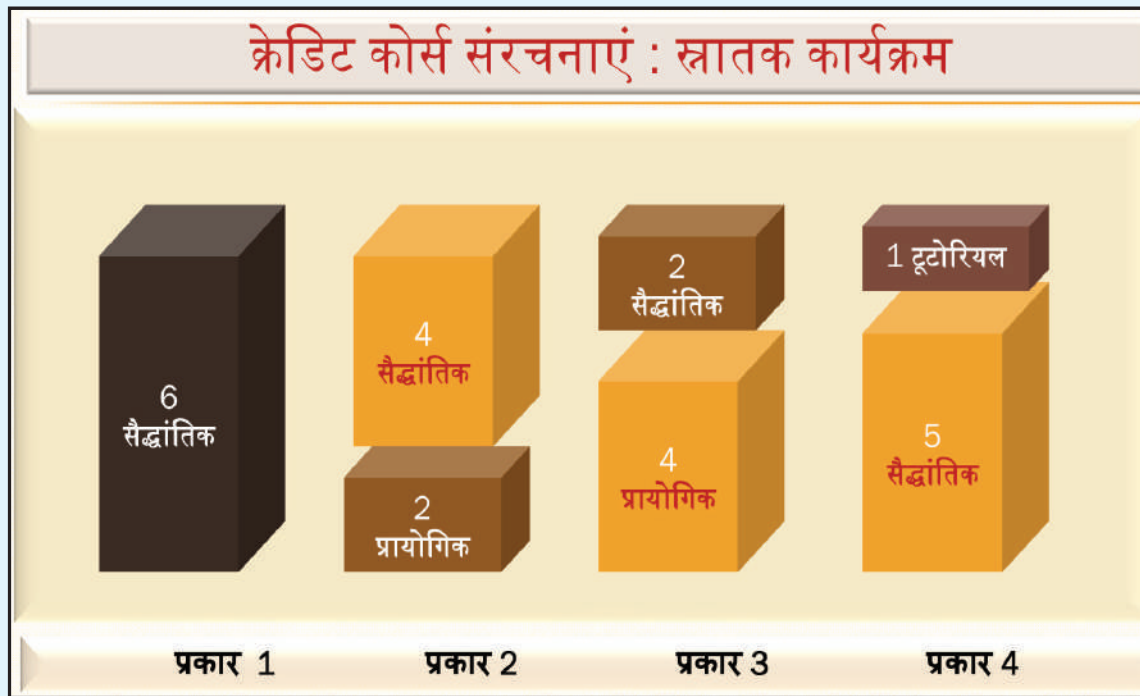 क्रेडिट कोर्स संरचनाएं : स्नातक कार्यक्रम
6
सैद्धांतिक
4
सैद्धांतिक
2
प्रायोगिक
2
सैद्धांतिक
4
प्रायोगिक
1 टूटोरियल
5
सैद्धांतिक
प्रकार 1
प्रकार 2
प्रकार 3
प्रकार 4